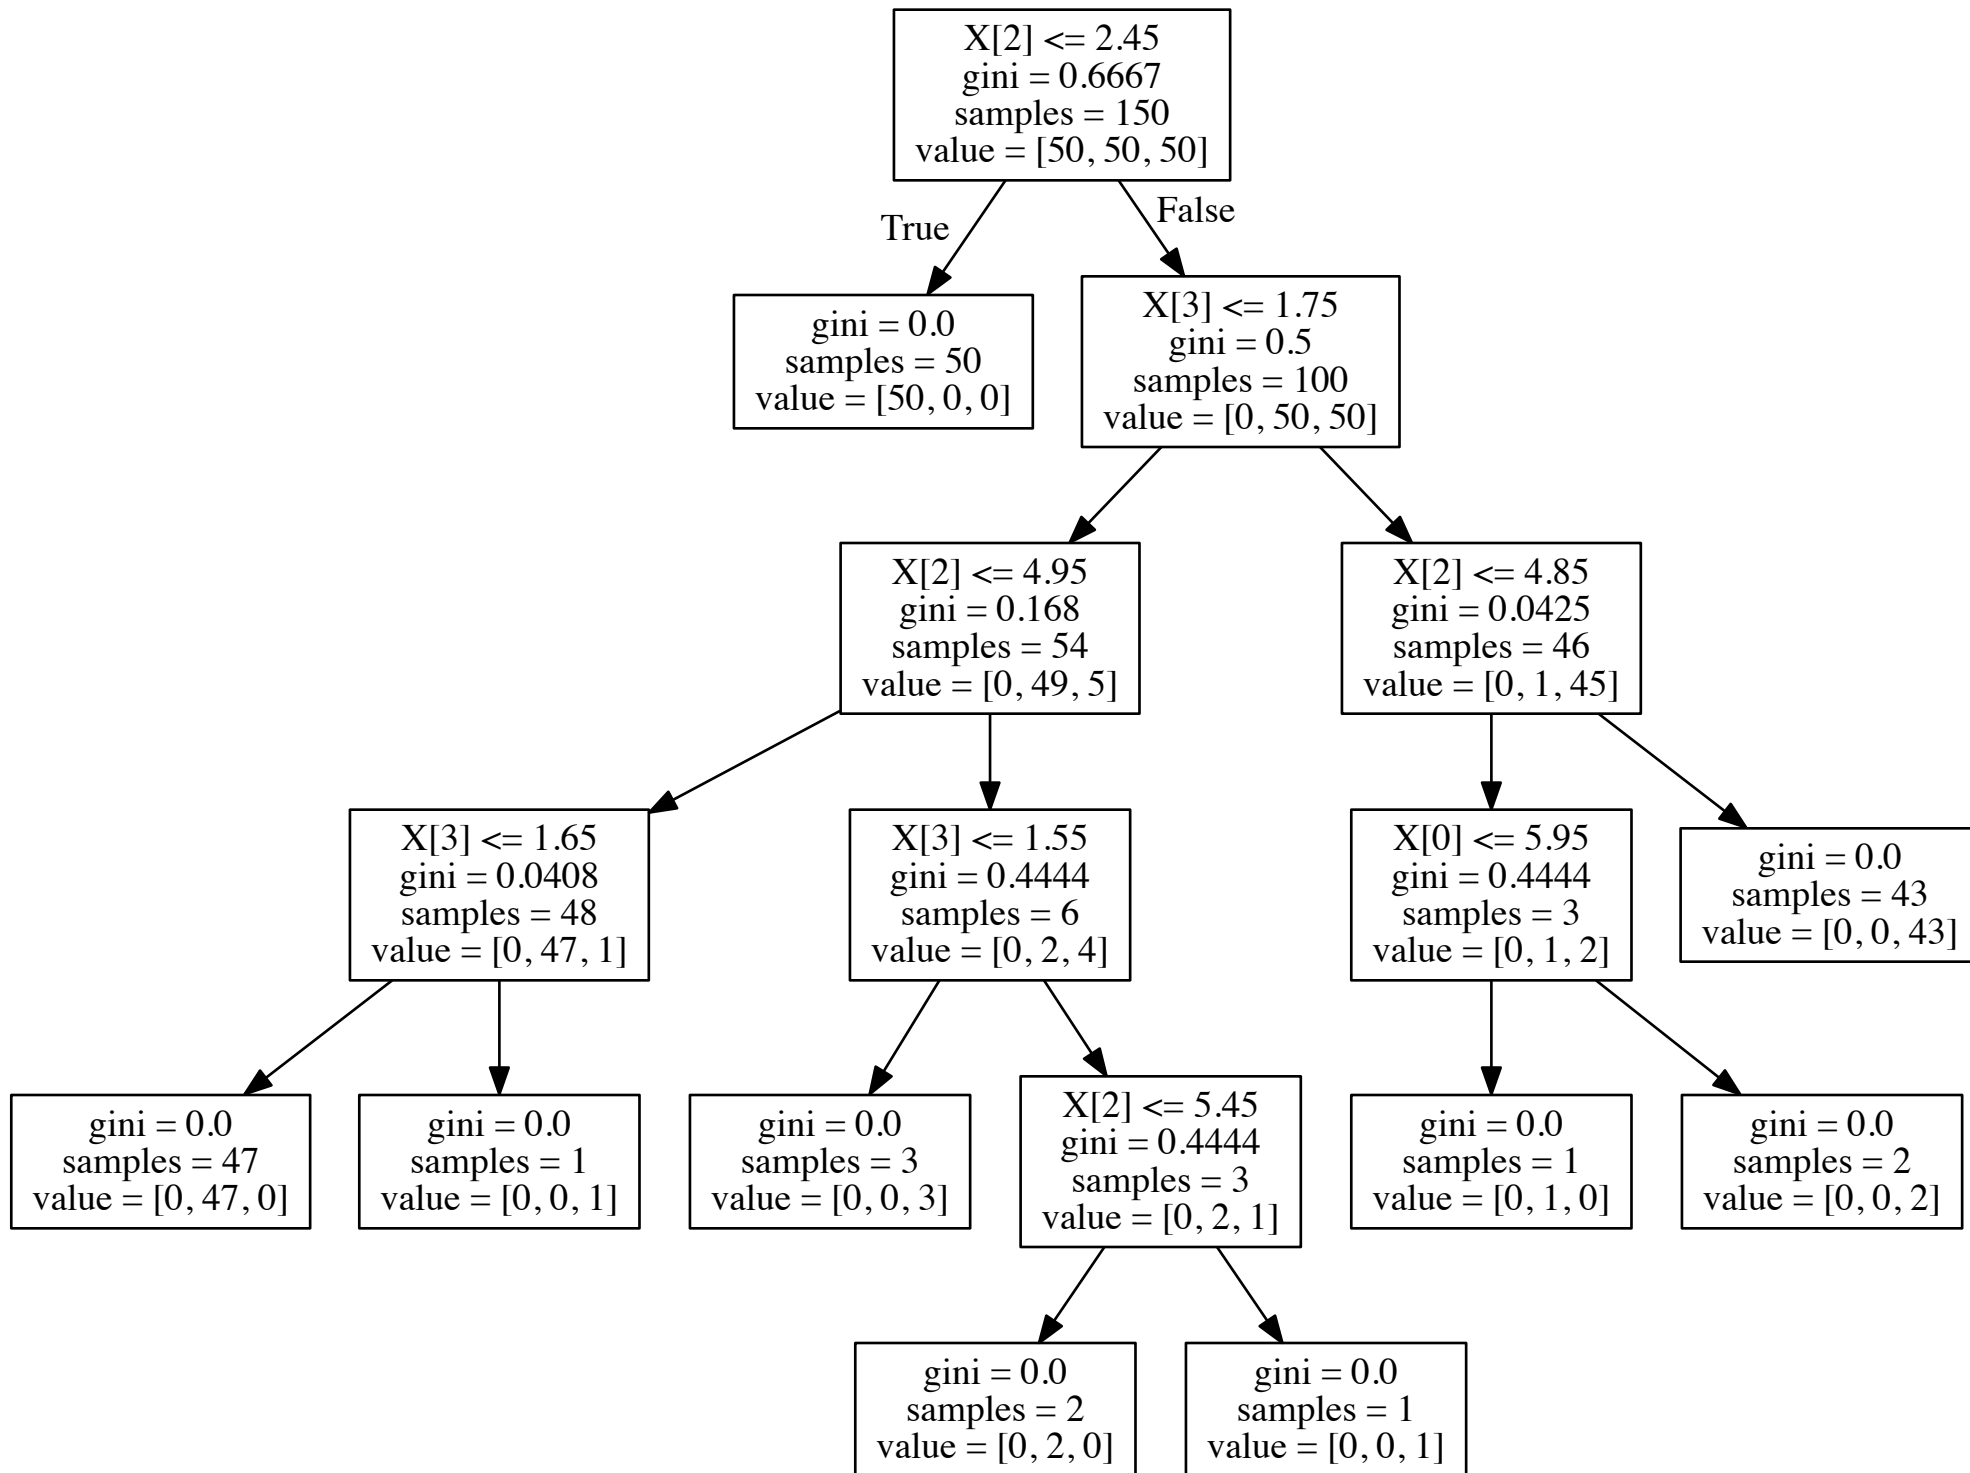 X[2] <= 2.45
gini = 0.6667
samples = 150
value = [50, 50, 50]
True
False
gini = 0.0
samples = 50
value = [50, 0, 0]
X[3] <= 1.75
gini = 0.5
samples = 100
value = [0, 50, 50]
X[2] <= 4.95
gini = 0.168
samples = 54
value = [0, 49, 5]
X[2] <= 4.85
gini = 0.0425
samples = 46
value = [0, 1, 45]
X[3] <= 1.65
gini = 0.0408
samples = 48
value = [0, 47, 1]
X[3] <= 1.55
gini = 0.4444
samples = 6
value = [0, 2, 4]
X[0] <= 5.95
gini = 0.4444
samples = 3
value = [0, 1, 2]
gini = 0.0
samples = 43
value = [0, 0, 43]
gini = 0.0
samples = 47
value = [0, 47, 0]
gini = 0.0
samples = 1
value = [0, 0, 1]
gini = 0.0
samples = 3
value = [0, 0, 3]
X[2] <= 5.45
gini = 0.4444
samples = 3
value = [0, 2, 1]
gini = 0.0
samples = 1
value = [0, 1, 0]
gini = 0.0
samples = 2
value = [0, 0, 2]
gini = 0.0
samples = 2
value = [0, 2, 0]
gini = 0.0
samples = 1
value = [0, 0, 1]